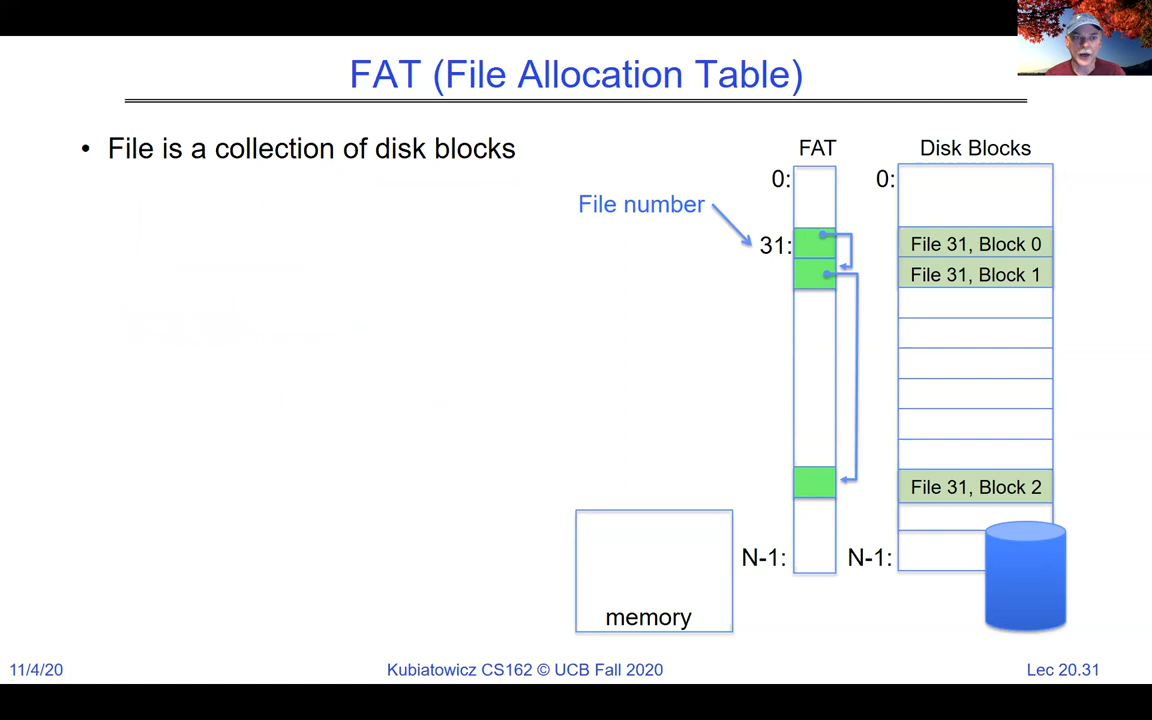 FAT (File Allocation Table)
• File is a collection of disk blocks
FAT
Disk Blocks
0:
0:
File number
31:
File 31, Block 0
File 31, Block 1
File 31, Block 2
N-1:
N-1:
memory
11/4/20
Kubiatowicz CS162 © UCB Fall 2020
Lec 20.31